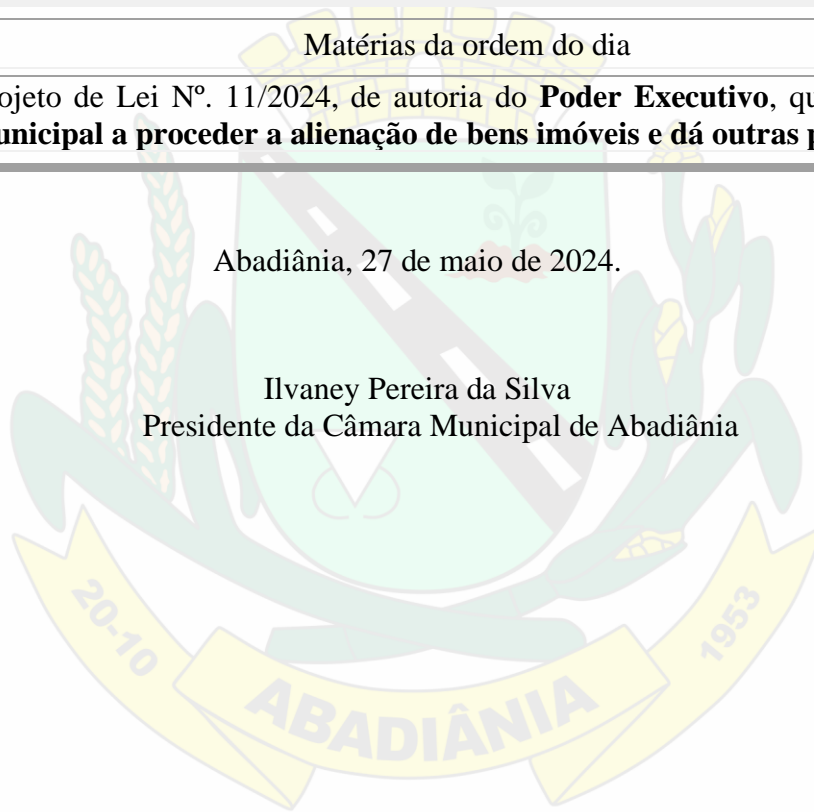 Matérias da ordem do dia
ojeto de Lei Nº. 11/2024, de autoria do Poder Executivo, qu
unicipal a proceder a alienação de bens imóveis e dá outras p
Abadiânia, 27 de maio de 2024.
Ilvaney Pereira da Silva
Presidente da Câmara Municipal de Abadiânia
20-10
1953
ABADIÂNIA